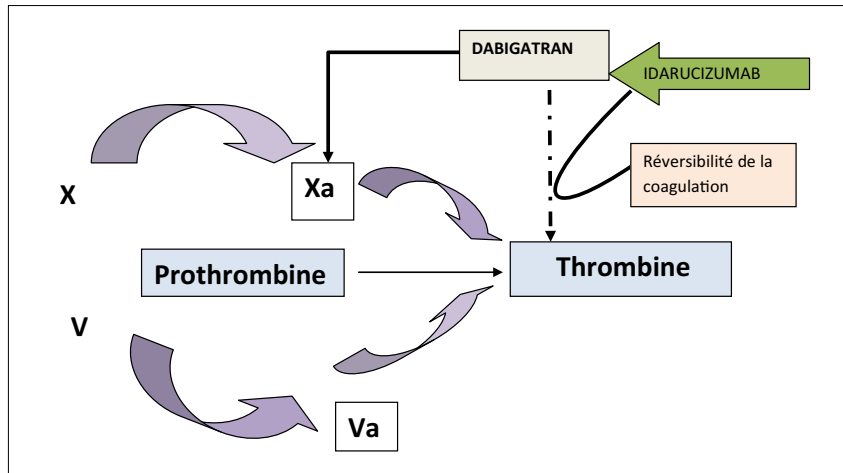 DABIGATRAN
IDARUCIZUMAB
Réversibilité de la
coagulation
X
Xa
Prothrombine
Thrombine
V
Va